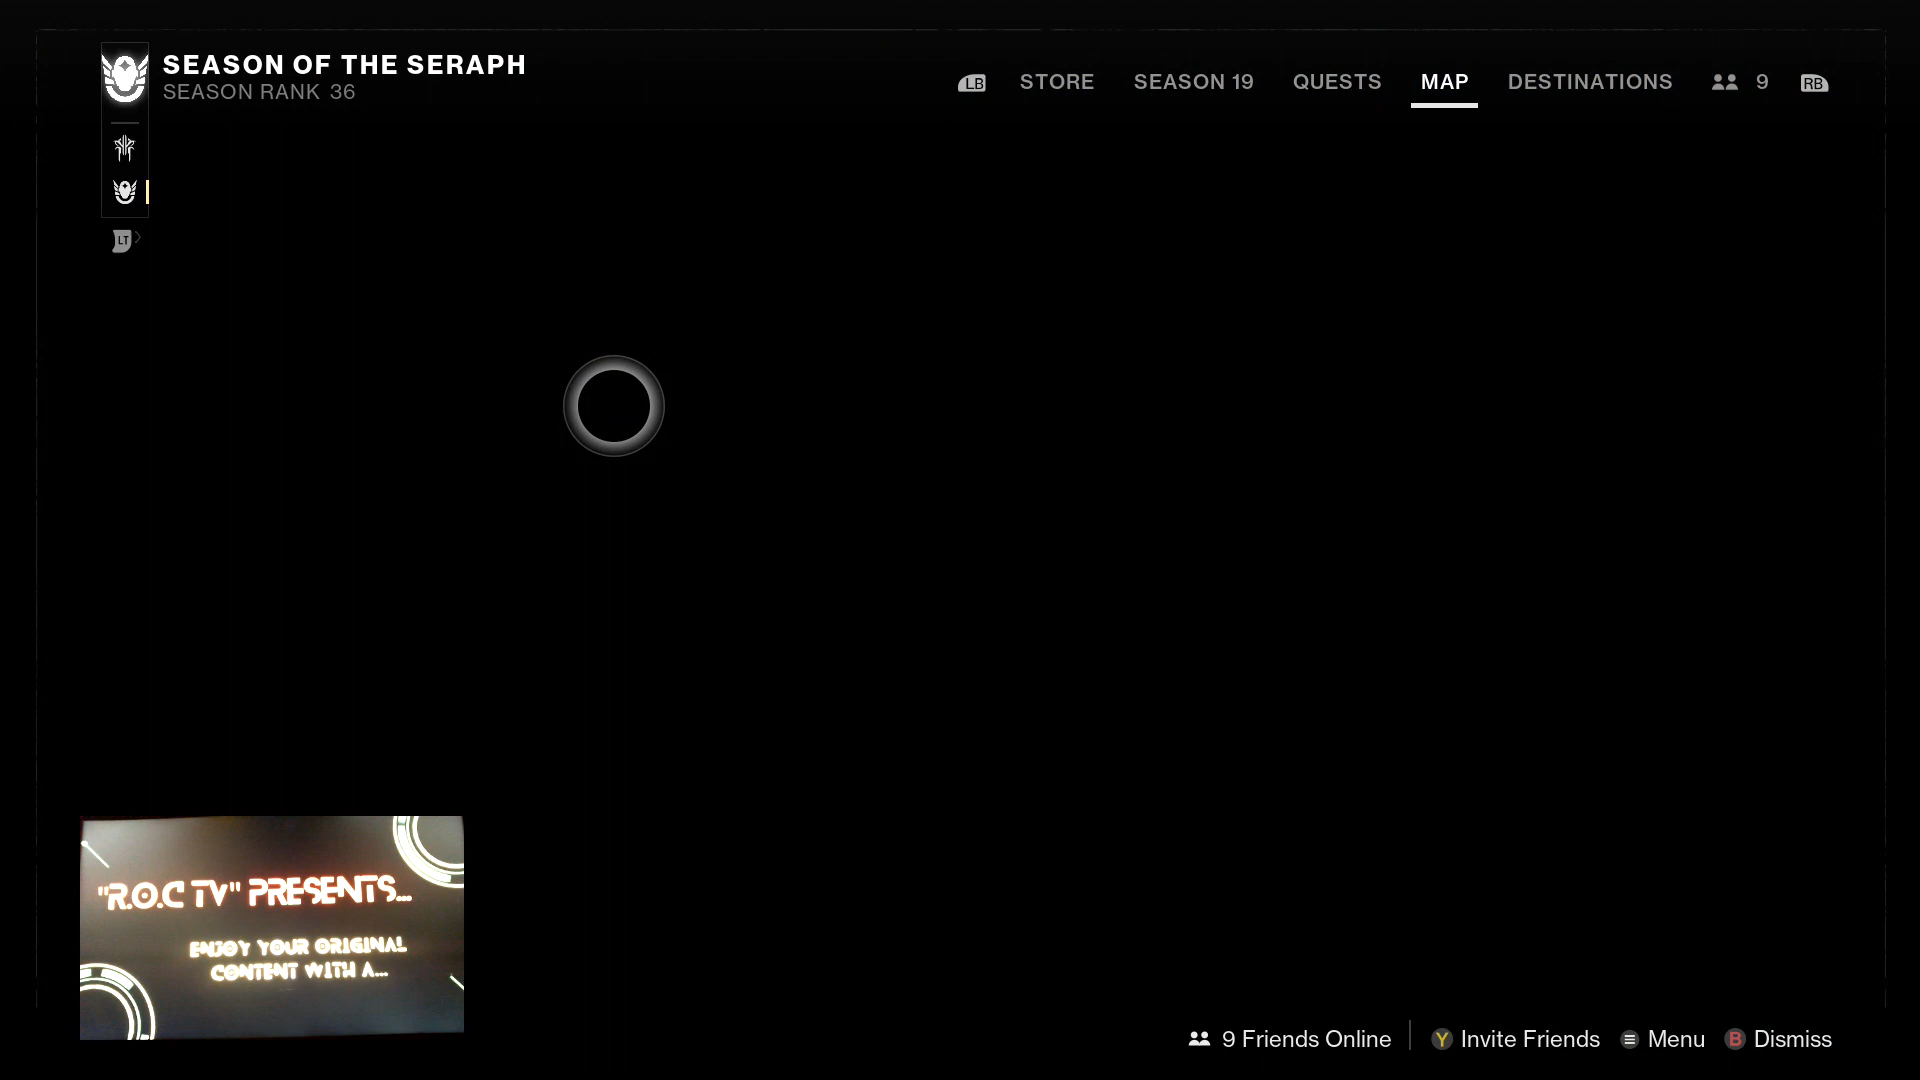 SEASON OF THE SERAPH
SEASON RANK 36
LB STORE SEASON 19 QUESTS MAP DESTINATIONS 9 RB
LT
"R.O.C TV" PRESENTS...
ENJOY YOUR ORIGINAL
CONTENT WITH A...
9 Friends Online Y Invite Friends Menu B Dismiss